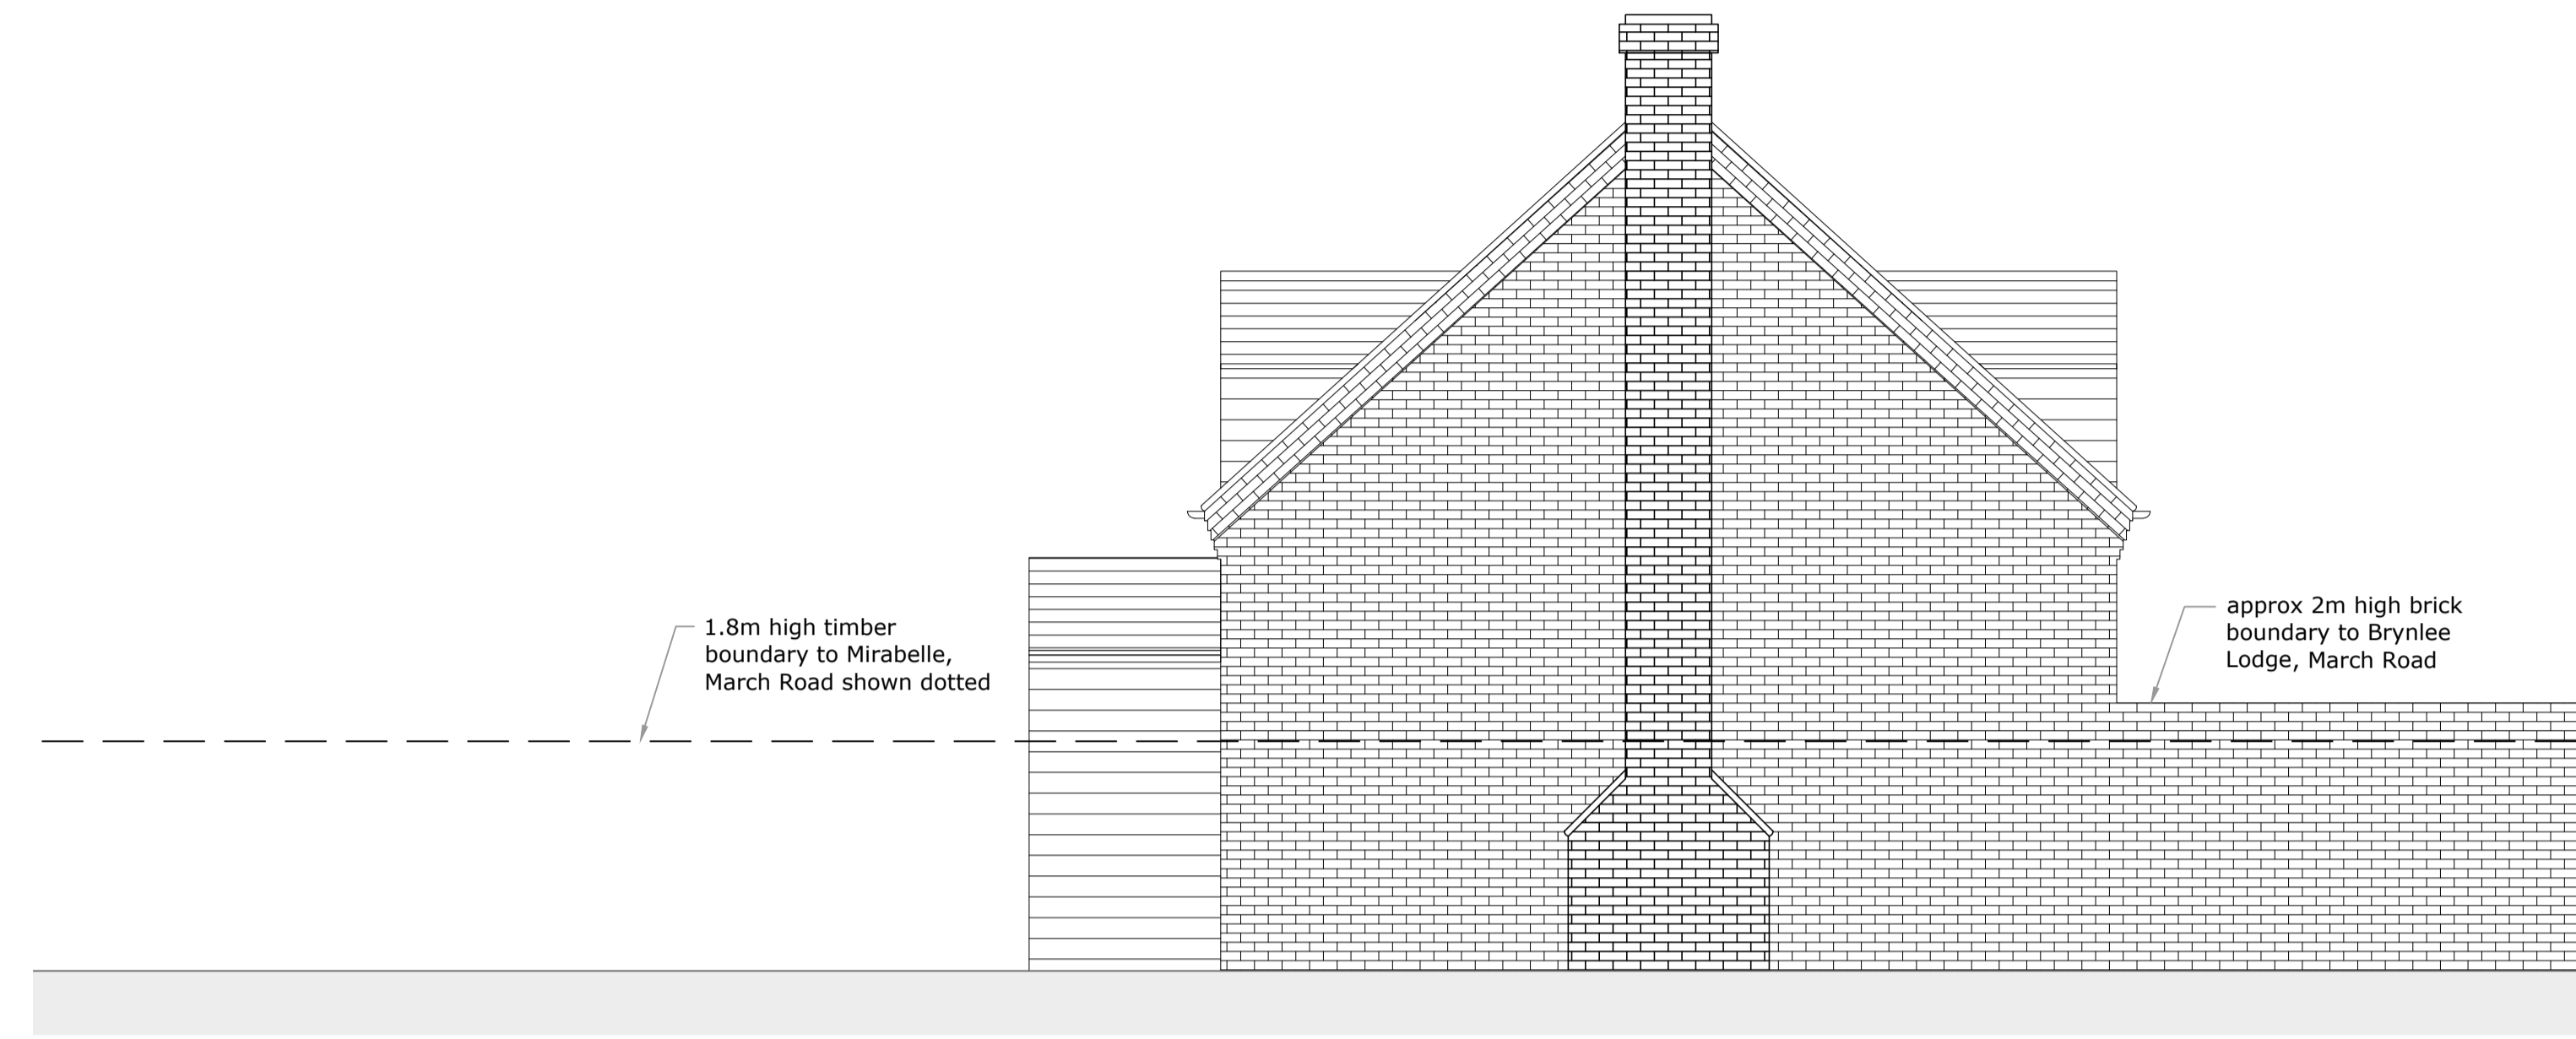 1.8m high timber
boundary to Mirabelle,
March Road shown dotted
approx 2m high brick
boundary to Brynlee
Lodge, March Road